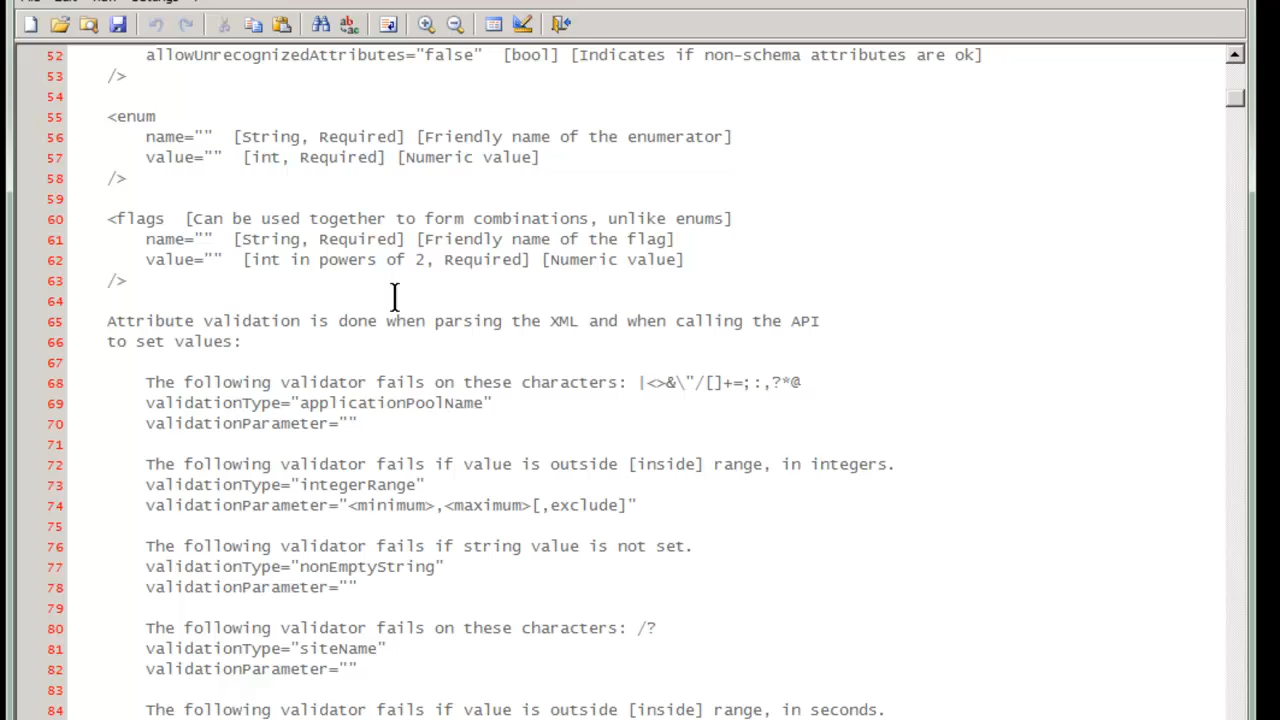 52 allowUnrecognizedAttributes="false" [bool] [Indicates if non-schema attributes are ok]
53 />
54
55 <enum
56 name="" [String, Required] [Friendly name of the enumerator]
57 value="" [int, Required] [Numeric value]
58 />
59
60 <flags [Can be used together to form combinations, unlike enums]
61 name="" [String, Required] [Friendly name of the flag]
62 value="" [int in powers of 2, Required] [Numeric value]
63 />
64
65 Attribute validation is done when parsing the XML and when calling the API
66 to set values:
67
68 The following validator fails on these characters: |<>&\"/[]+=;:,?*@
69 validationType="applicationPoolName"
70 validationParameter=""
71
72 The following validator fails if value is outside [inside] range, in integers.
73 validationType="integerRange"
74 validationParameter="<minimum>,<maximum>[,exclude]"
75
76 The following validator fails if string value is not set.
77 validationType="nonEmptyString"
78 validationParameter=""
79
80 The following validator fails on these characters: /?
81 validationType="siteName"
82 validationParameter=""
83
84 The following validator fails if value is outside [inside] range, in seconds.